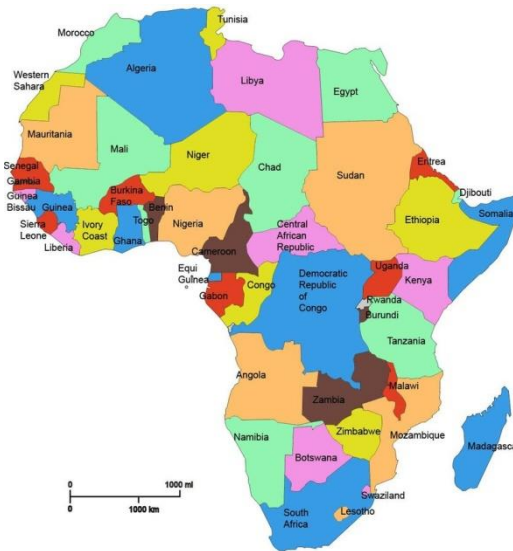 Tunisia
Morocco
Algeria
Libya
Egypt
Western
Sahara
Mauritania
Mali
Niger
Chad
Sudan
Eretrea
Senegal
Gambia
Guinea
Bissau
Guinea
Burkina
Faso
Benin
Djibouti
Somalia
Sierra
Leone
Ivory
Coast
Togo
Nigeria
Ethiopia
Liberia
Ghana
Central
African
Republic
Cameroon
Equi
Guinea
Congo
Democratic
Republic
of
Congo
Uganda
Kenya
Gabon
Rwanda
Burundi
Tanzania
Angola
Zambia
Malawi
Mozambique
Zimbabwe
Namibia
Botswana
Madagasca
Swaziland
South
Africa
Lesotho
0 1000 ml
0 1000 km